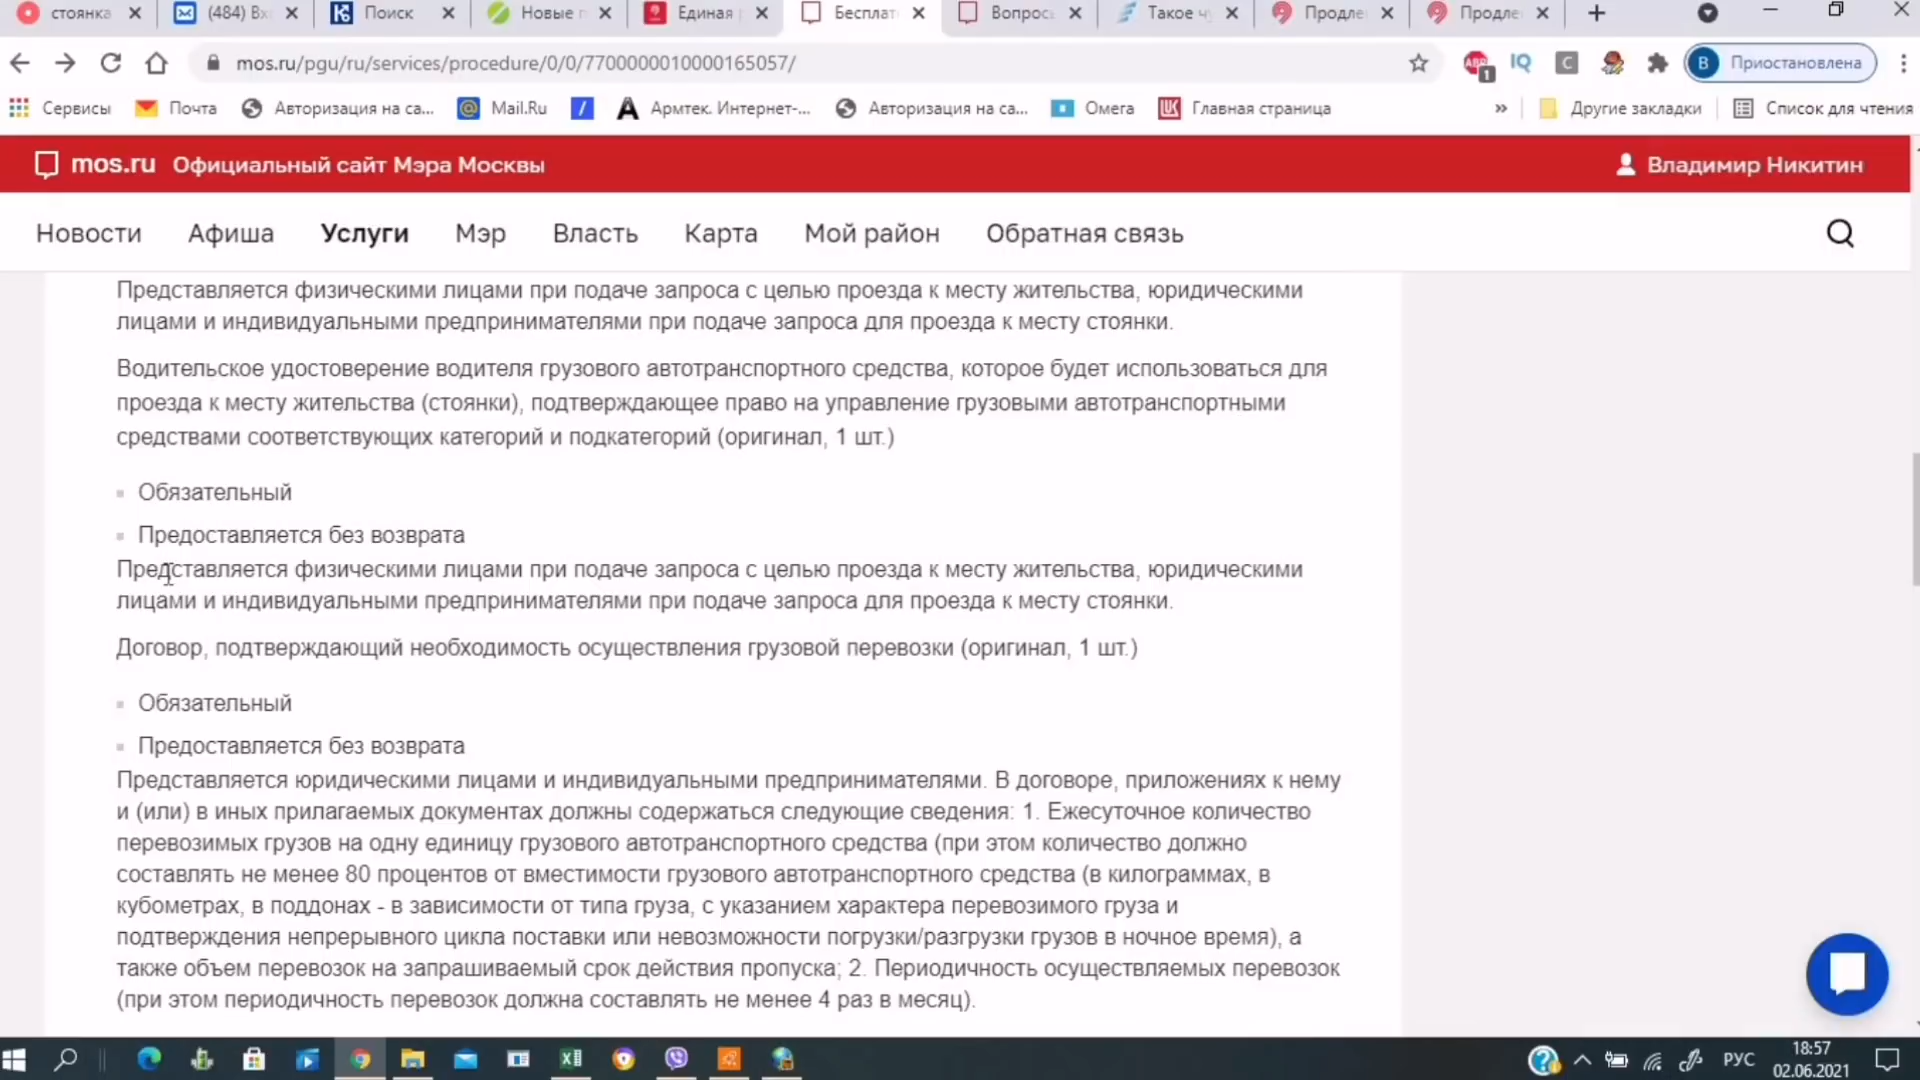 стоянка
(484) Вх
Поиск
Новые п
Единая
Бесплат
Вопрос
Такое ч
Продле
Продле
mos.ru/pgu/ru/services/procedure/0/0/7700000010000165057/
ABP
1
IQ
C
В
Приостановлена
Сервисы
Почта
Авторизация на са...
Mail.Ru
Армтек. Интернет-...
Авторизация на са...
Омега
Главная страница
»
Другие закладки
Список для чтения
mos.ru Официальный сайт Мэра Москвы
Владимир Никитин
Новости Афиша Услуги Мэр Власть Карта Мой район Обратная связь
Представляется физическими лицами при подаче запроса с целью проезда к месту жительства, юридическими
лицами и индивидуальными предпринимателями при подаче запроса для проезда к месту стоянки.
Водительское удостоверение водителя грузового автотранспортного средства, которое будет использоваться для
проезда к месту жительства (стоянки), подтверждающее право на управление грузовыми автотранспортными
средствами соответствующих категорий и подкатегорий (оригинал, 1 шт.)
Обязательный
Предоставляется без возврата
Представляется физическими лицами при подаче запроса с целью проезда к месту жительства, юридическими
лицами и индивидуальными предпринимателями при подаче запроса для проезда к месту стоянки.
Договор, подтверждающий необходимость осуществления грузовой перевозки (оригинал, 1 шт.)
Обязательный
Предоставляется без возврата
Представляется юридическими лицами и индивидуальными предпринимателями. В договоре, приложениях к нему
и (или) в иных прилагаемых документах должны содержаться следующие сведения: 1. Ежесуточное количество
перевозимых грузов на одну единицу грузового автотранспортного средства (при этом количество должно
составлять не менее 80 процентов от вместимости грузового автотранспортного средства (в килограммах, в
кубометрах, в поддонах - в зависимости от типа груза, с указанием характера перевозимого груза и
подтверждения непрерывного цикла поставки или невозможности погрузки/разгрузки грузов в ночное время), а
также объем перевозок на запрашиваемый срок действия пропуска; 2. Периодичность осуществляемых перевозок
(при этом периодичность перевозок должна составлять не менее 4 раз в месяц).
РУС
18:57
02.06.2021